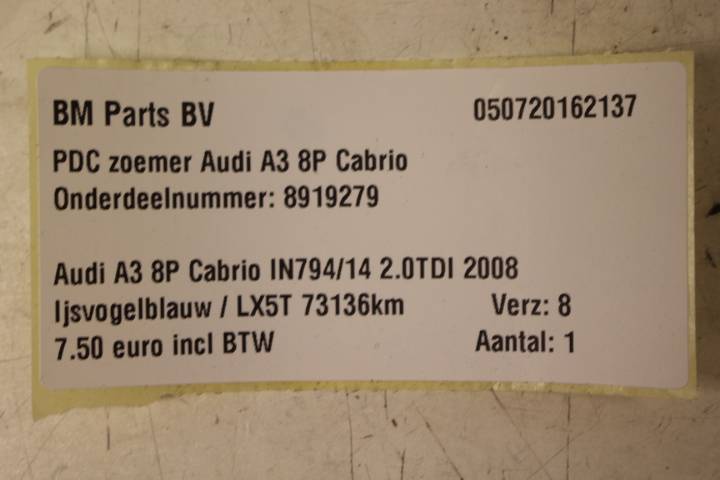 BM Parts BV 050720162137
PDC zoemer Audi A3 8P Cabrio
Onderdeelnummer: 8919279
Audi A3 8P Cabrio IN794/14 2.0TDI 2008
Ijsvogelblauw / LX5T 73136km Verz: 8
7.50 euro incl BTW Aantal: 1